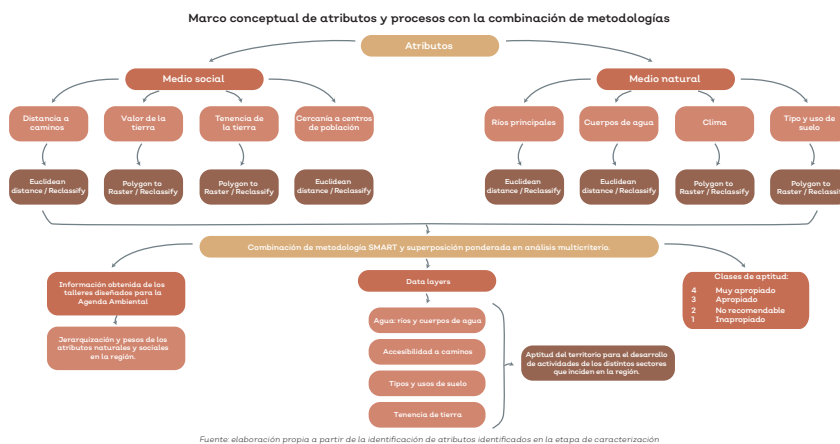 Marco conceptual de atributos y procesos con la combinación de metodologías
Atributos
Medio social
Medio natural
Distancia a
caminos
Valor de la
tierra
Tenencia de
la tierra
Cercanía a centros
de población
Ríos principales
Cuerpos de agua
Clima
Tipo y uso de
suelo
Euclidean
distance / Reclassify
Polygon to
Raster / Reclassify
Polygon to
Raster / Reclassify
Euclidean
distance / Reclassify
Euclidean
distance / Reclassify
Euclidean
distance / Reclassify
Polygon to
Raster / Reclassify
Polygon to
Raster / Reclassify
Combinación de metodología SMART y superposición ponderada en análisis multicriterio.
Información obtenida de los
talleres diseñados para la
Agenda Ambiental
Jerarquización y pesos de los
atributos naturales y sociales
en la región.
Data layers
Agua: ríos y cuerpos de agua
Accesibilidad a caminos
Tipos y usos de suelo
Tenencia de tierra
Aptitud del territorio para el desarrollo
de actividades de los distintos sectores
que inciden en la región.
Clases de aptitud:
4 Muy apropiado
3 Apropiado
2 No recomendable
1 Inapropiado
Fuente: elaboración propia a partir de la identificación de atributos identificados en la etapa de caracterización